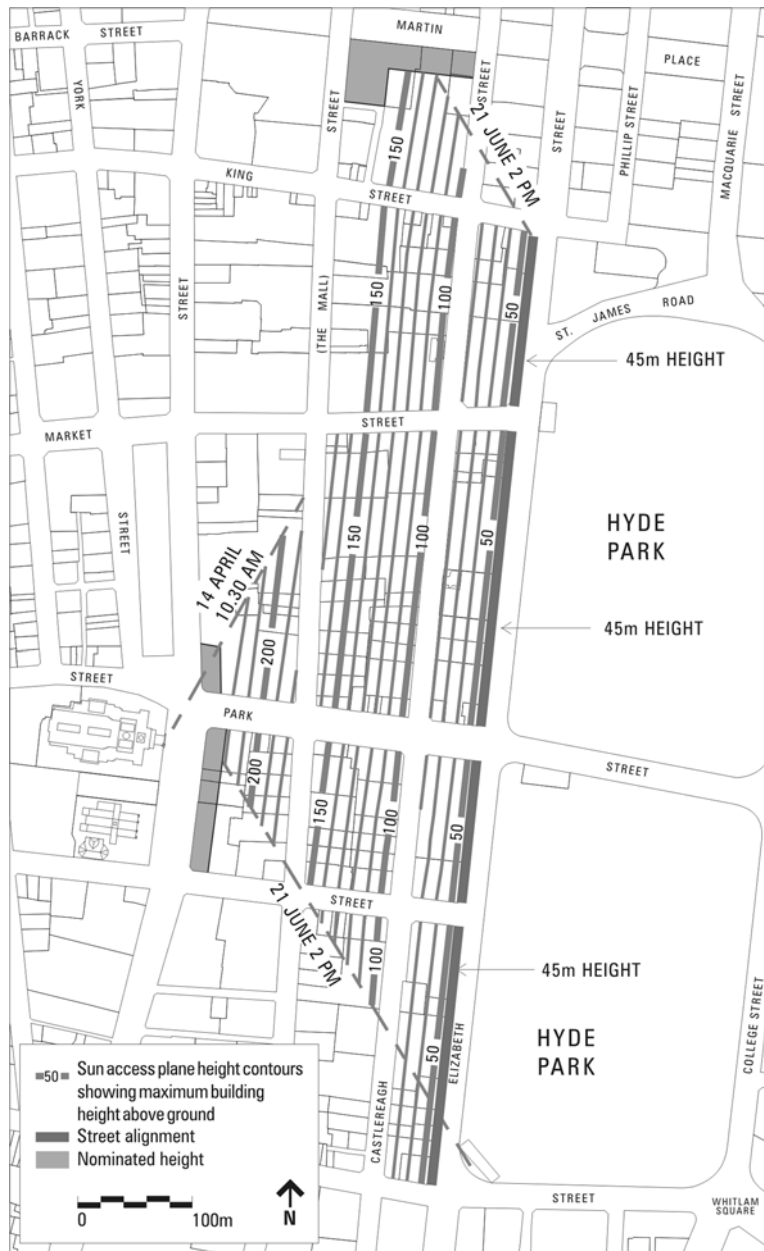 MARTIN
BARRACK STREET
PLACE
YORK
STREET
STREET
STREET
PHILLIP STREET
MACQUARIE STREET
21 JUNE 2 PM
150
KING
STREET
STREET
(THE MALL)
150
100
50
ST. JAMES ROAD
45m HEIGHT
MARKET
STREET
STREET
HYDE
PARK
150
100
50
14 APRIL
10.30 AM
200
45m HEIGHT
STREET
PARK
STREET
200
150
100
50
STREET
21 JUNE 2 PM
100
45m HEIGHT
HYDE
PARK
50
ELIZABETH
CASTLEREAGH
COLLEGE STREET
50 Sun access plane height contours
showing maximum building
height above ground
Street alignment
Nominated height
0 100m
N
STREET
WHITLAM
SQUARE